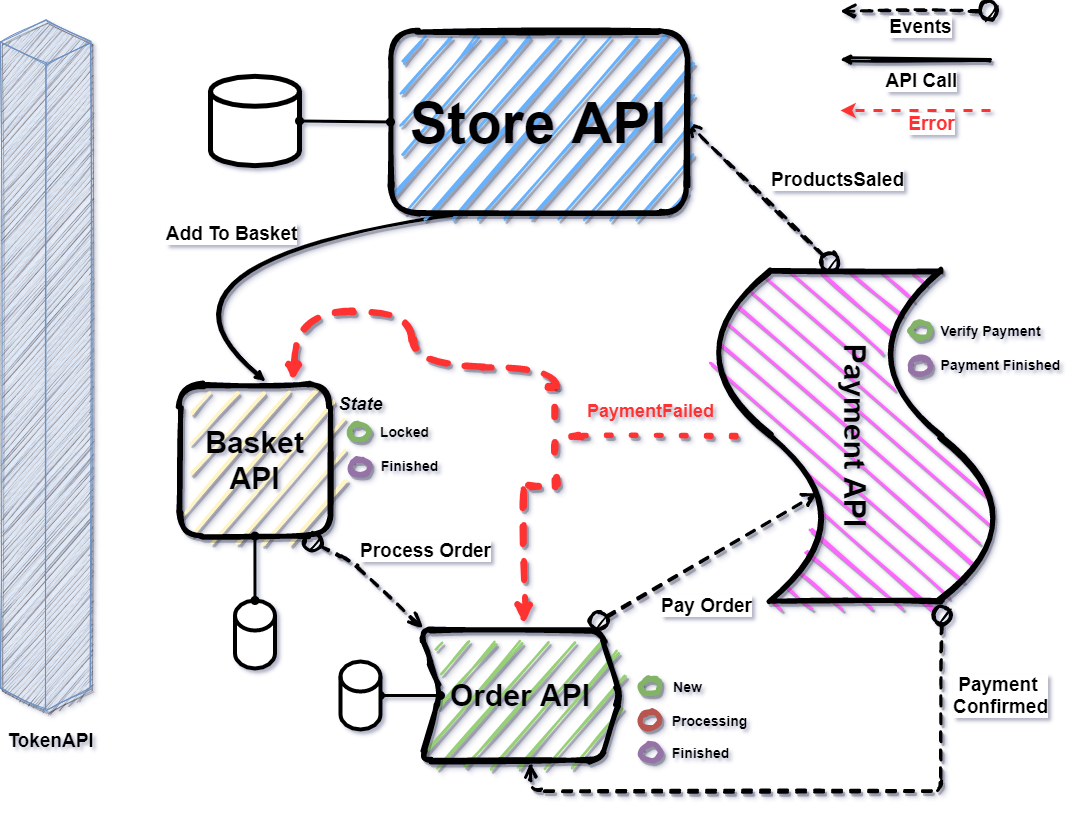 Events
API Call
Error
Store API
ProductsSaled
Add To Basket
Verify Payment
Payment Finished
Payment API
State
Locked
Finished
Basket
API
PaymentFailed
Process Order
Pay Order
Order API
New
Processing
Finished
Payment
Confirmed
TokenAPI